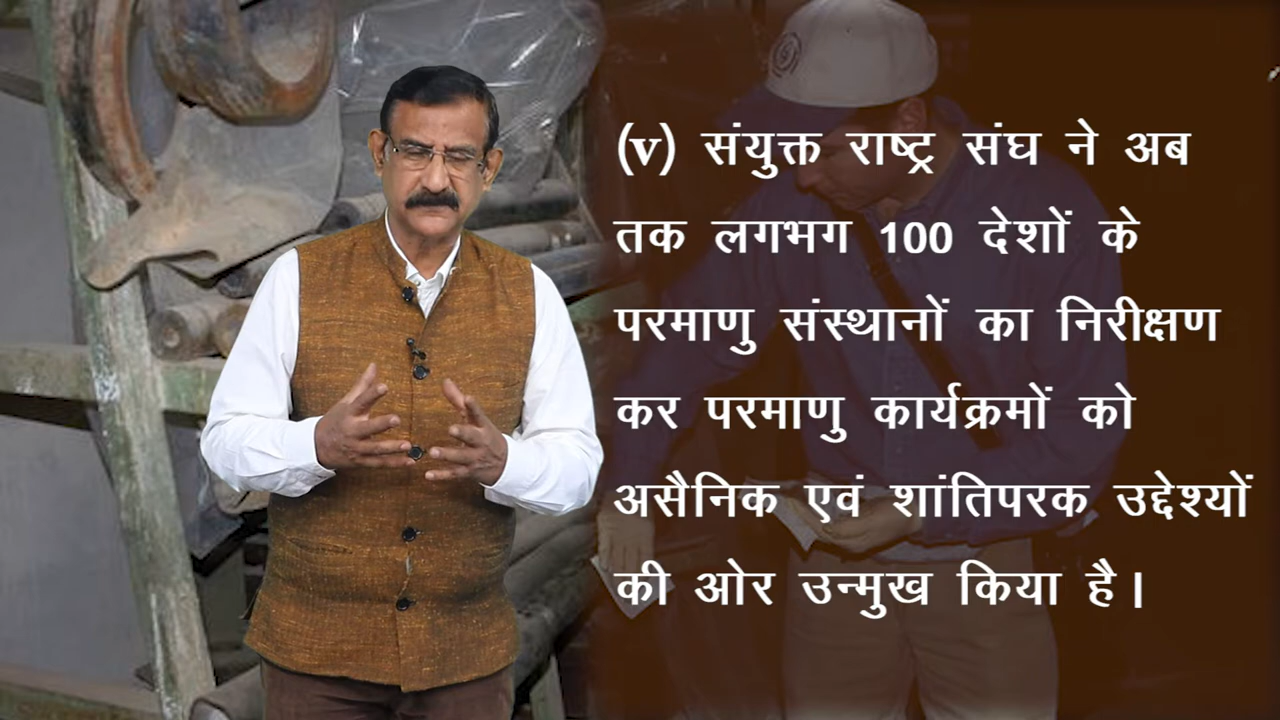 (v) संयुक्त राष्ट्र संघ ने अब
तक लगभग 100 देशों के
परमाणु संस्थानों का निरीक्षण
कर परमाणु कार्यक्रमों को
असैनिक एवं शांतिपरक उद्देश्यों
की ओर उन्मुख किया है।